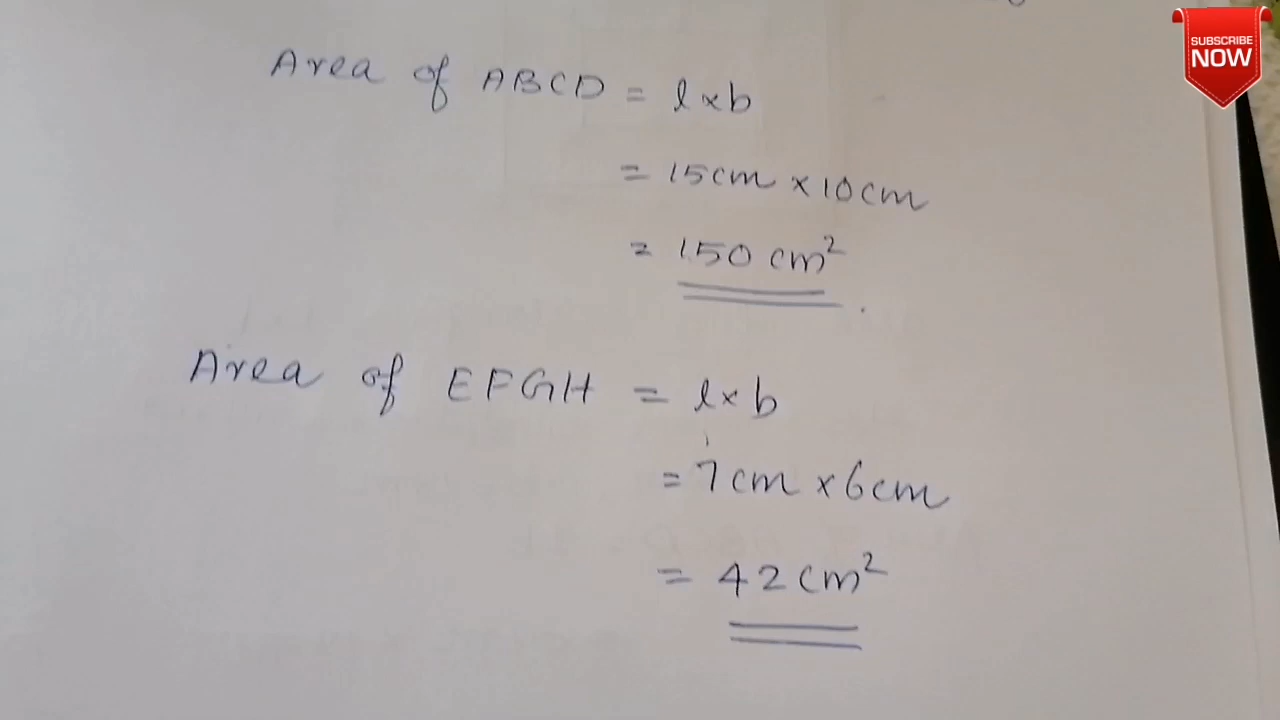 SUBSCRIBE
NOW
Area of ABCD = l × b
= 15cm × 10cm
= 150 cm²
Area of EFGH = l × b
= 7cm × 6cm
= 42 cm²